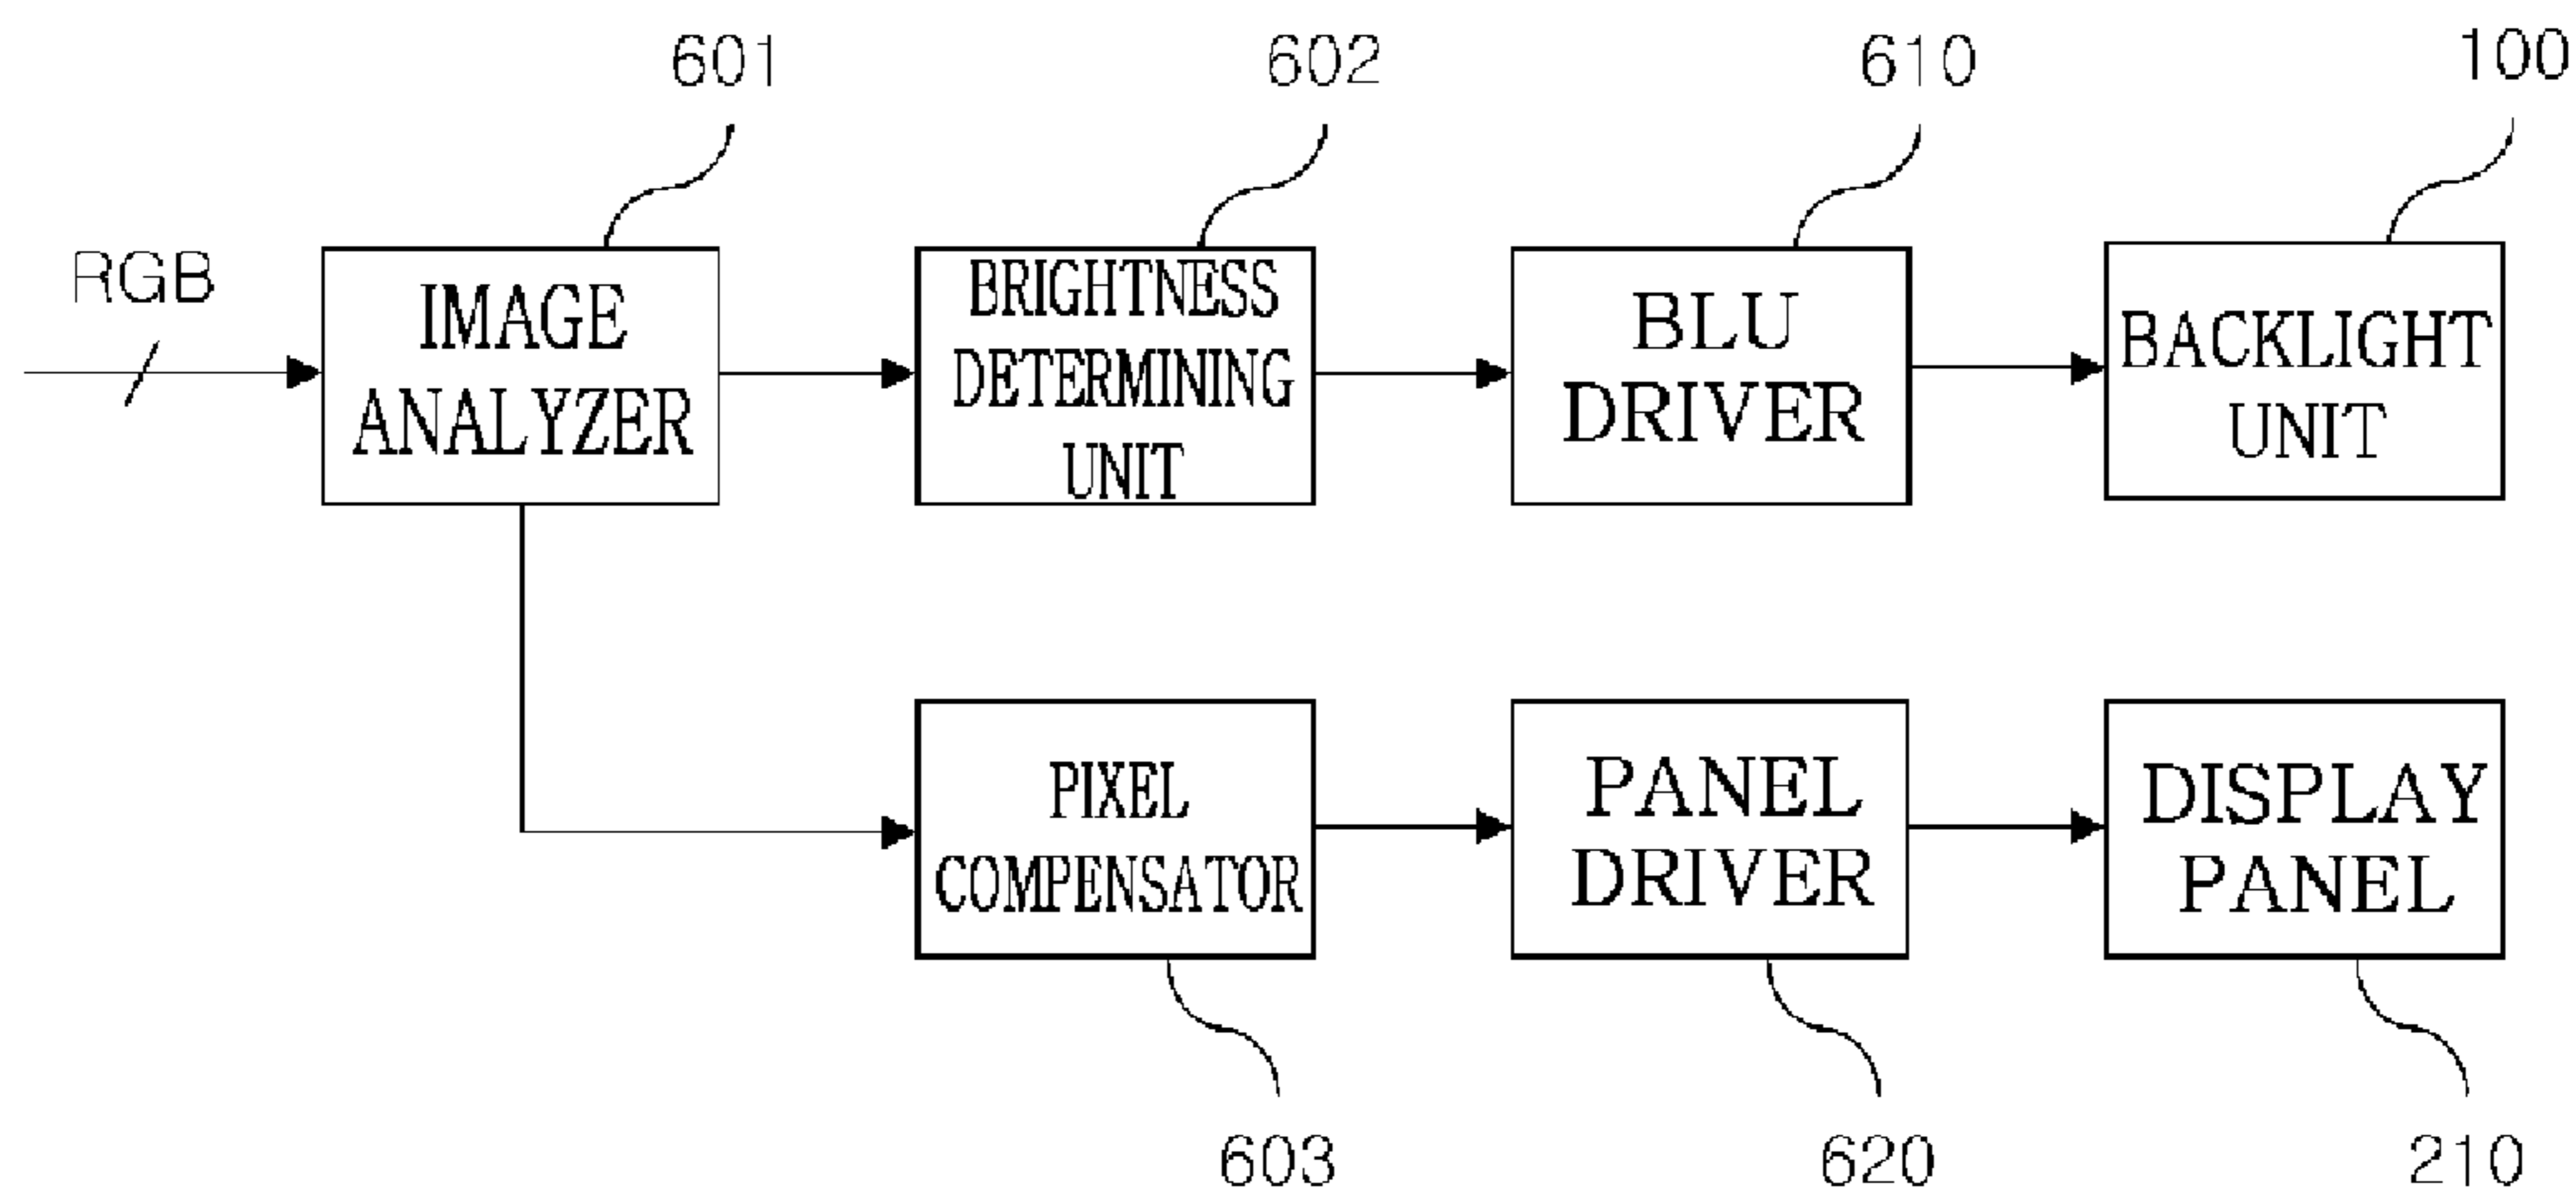 601
602
610
100
RGB
IMAGE
ANALYZER
BRIGHTNESS
DETERMINING
UNIT
BLU
DRIVER
BACKLIGHT
UNIT
PIXEL
COMPENSATOR
PANEL
DRIVER
DISPLAY
PANEL
603
620
210